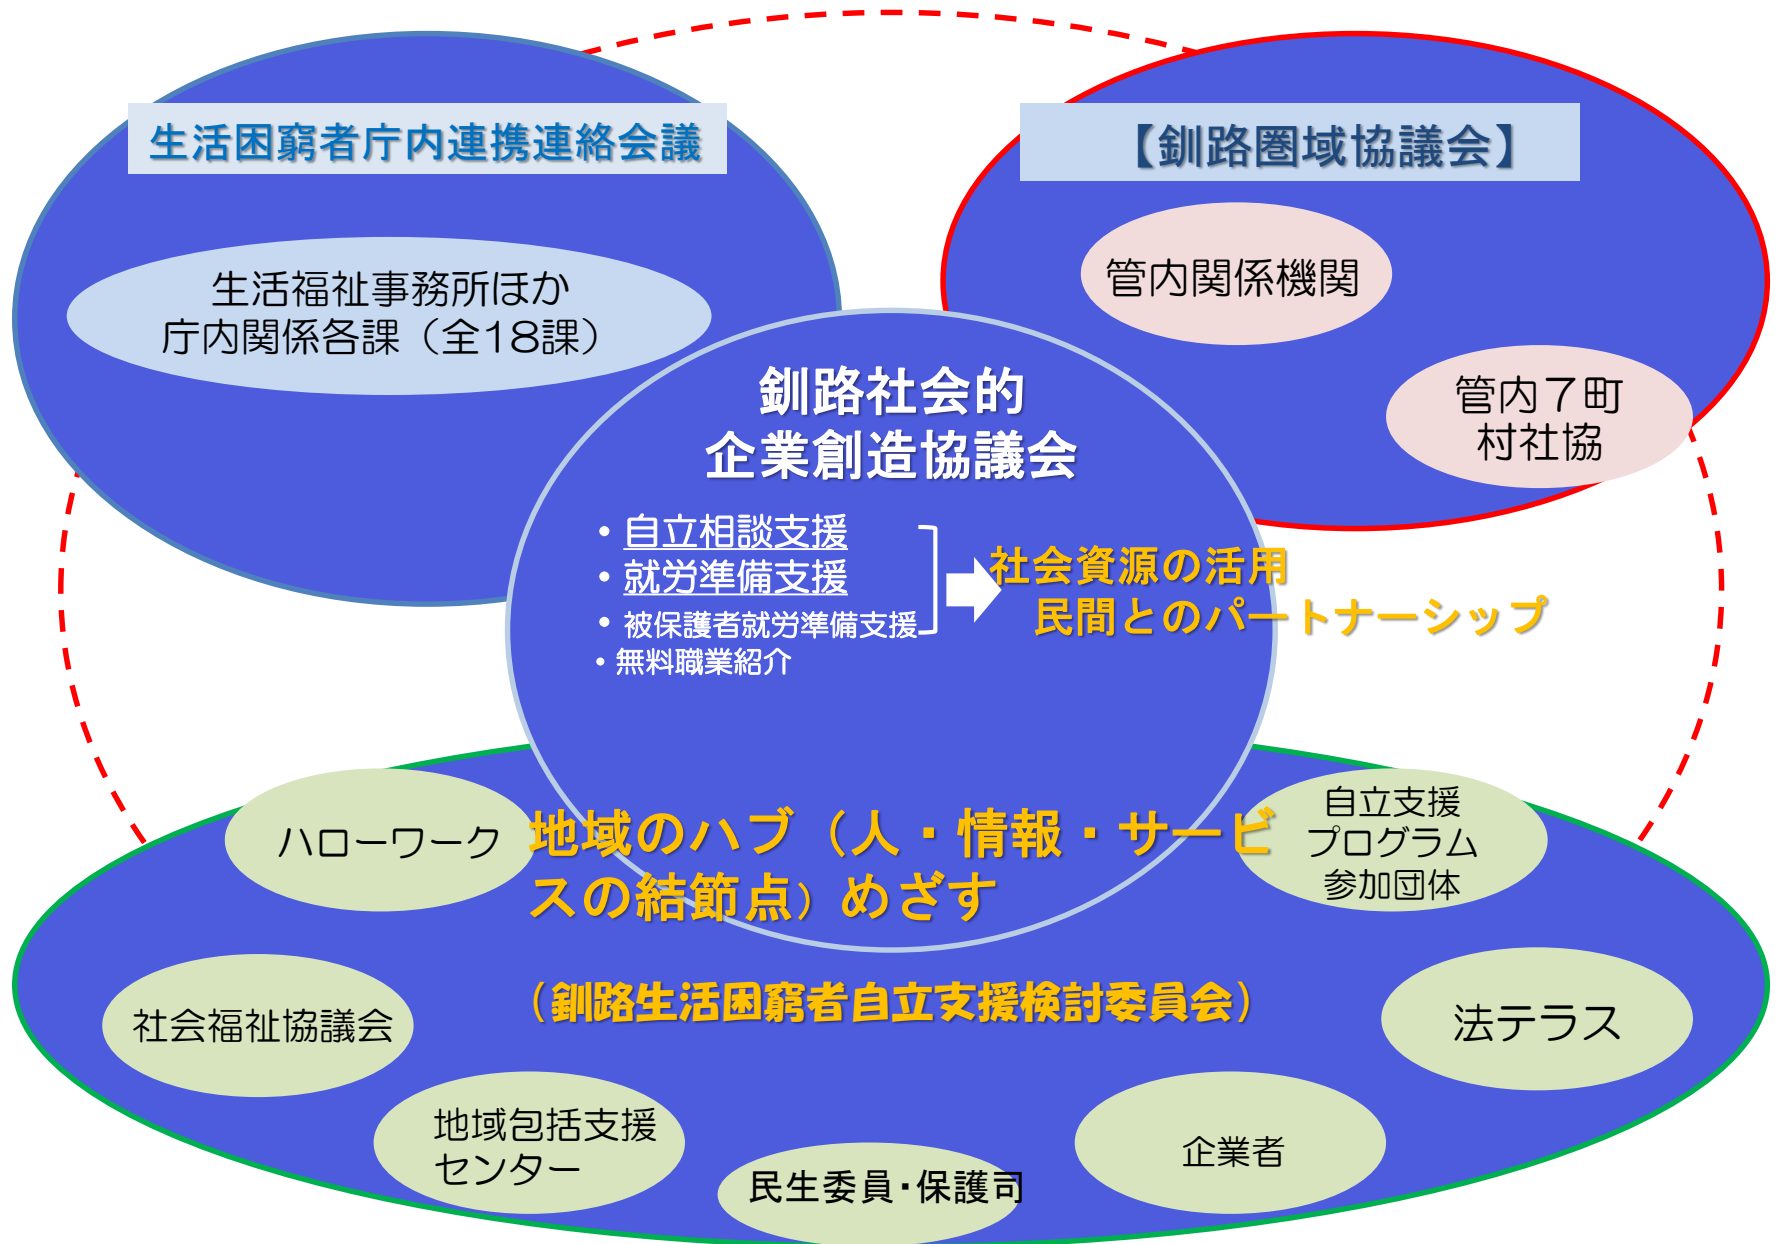 生活困窮者庁内連携連絡会議
【釧路圏域協議会】
生活福祉事務所ほか
庁内関係各課（全18課）
管内関係機関
管内７町
村社協
釧路社会的
企業創造協議会
・自立相談支援
・就労準備支援
・被保護者就労準備支援
・無料職業紹介
社会資源の活用
民間とのパートナーシップ
ハローワーク
地域のハブ（人・情報・サービ
スの結節点）めざす
自立支援
プログラム
参加団体
（釧路生活困窮者自立支援検討委員会）
社会福祉協議会
法テラス
地域包括支援
センター
民生委員・保護司
企業者